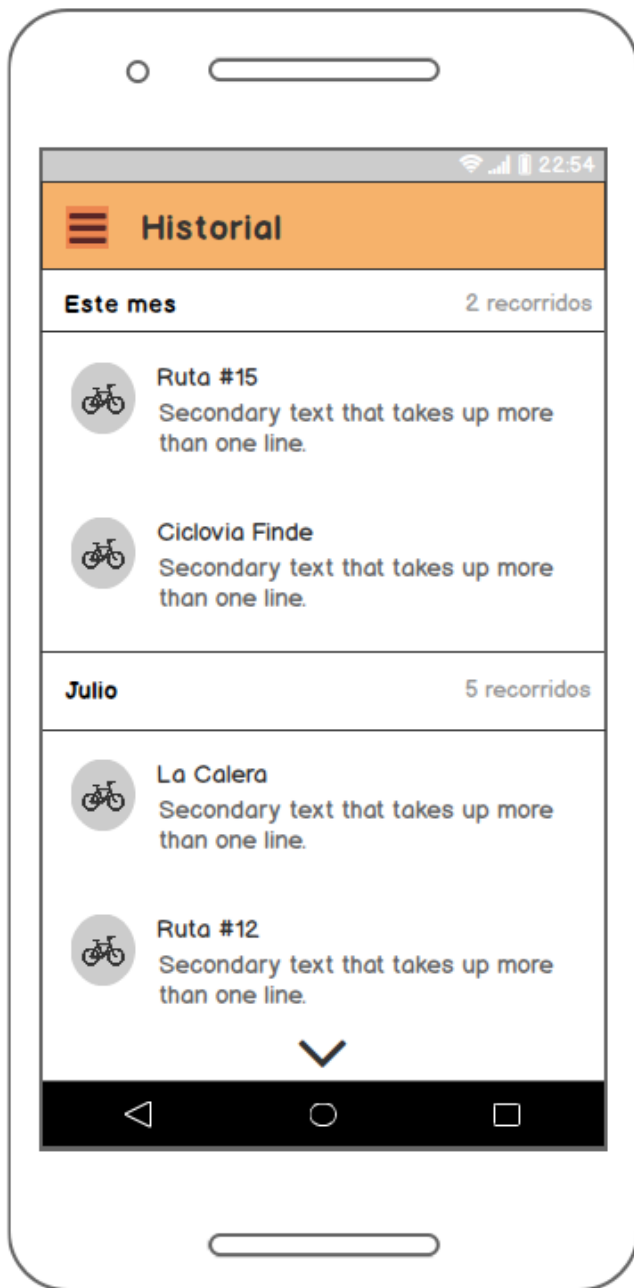 22:54
Historial
Este mes 2 recorridos
Ruta #15
Secondary text that takes up more
than one line.
Ciclovia Finde
Secondary text that takes up more
than one line.
Julio 5 recorridos
La Calera
Secondary text that takes up more
than one line.
Ruta #12
Secondary text that takes up more
than one line.